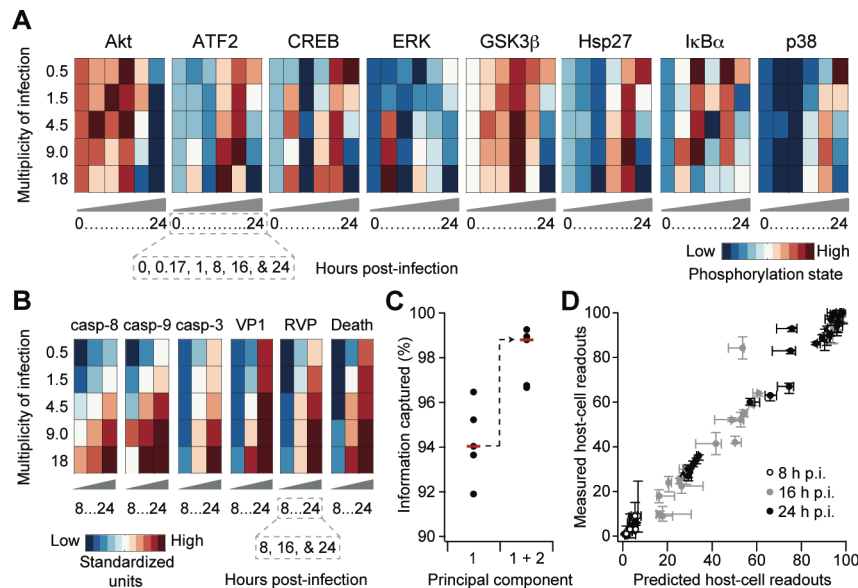 A
Akt ATF2 CREB ERK GSK3β Hsp27 IκBα p38
Multiplicity of infection
0.5
1.5
4.5
9.0
18
0..............24 0..............24 0..............24 0..............24 0..............24 0..............24 0..............24 0..............24
0, 0.17, 1, 8, 16, & 24
Hours post-infection
Low High
Phosphorylation state
B
casp-8 casp-9 casp-3 VP1 RVP Death
Multiplicity of infection
0.5
1.5
4.5
9.0
18
8...24 8...24 8...24 8...24 8...24 8...24
8, 16, & 24
Low High
Standardized
units
Hours post-infection
C
Information captured (%)
100
98
96
94
92
90
1 1 + 2
Principal component
D
Measured host-cell readouts
100
80
60
40
20
0
8 h p.i.
16 h p.i.
24 h p.i.
0 20 40 60 80 100
Predicted host-cell readouts